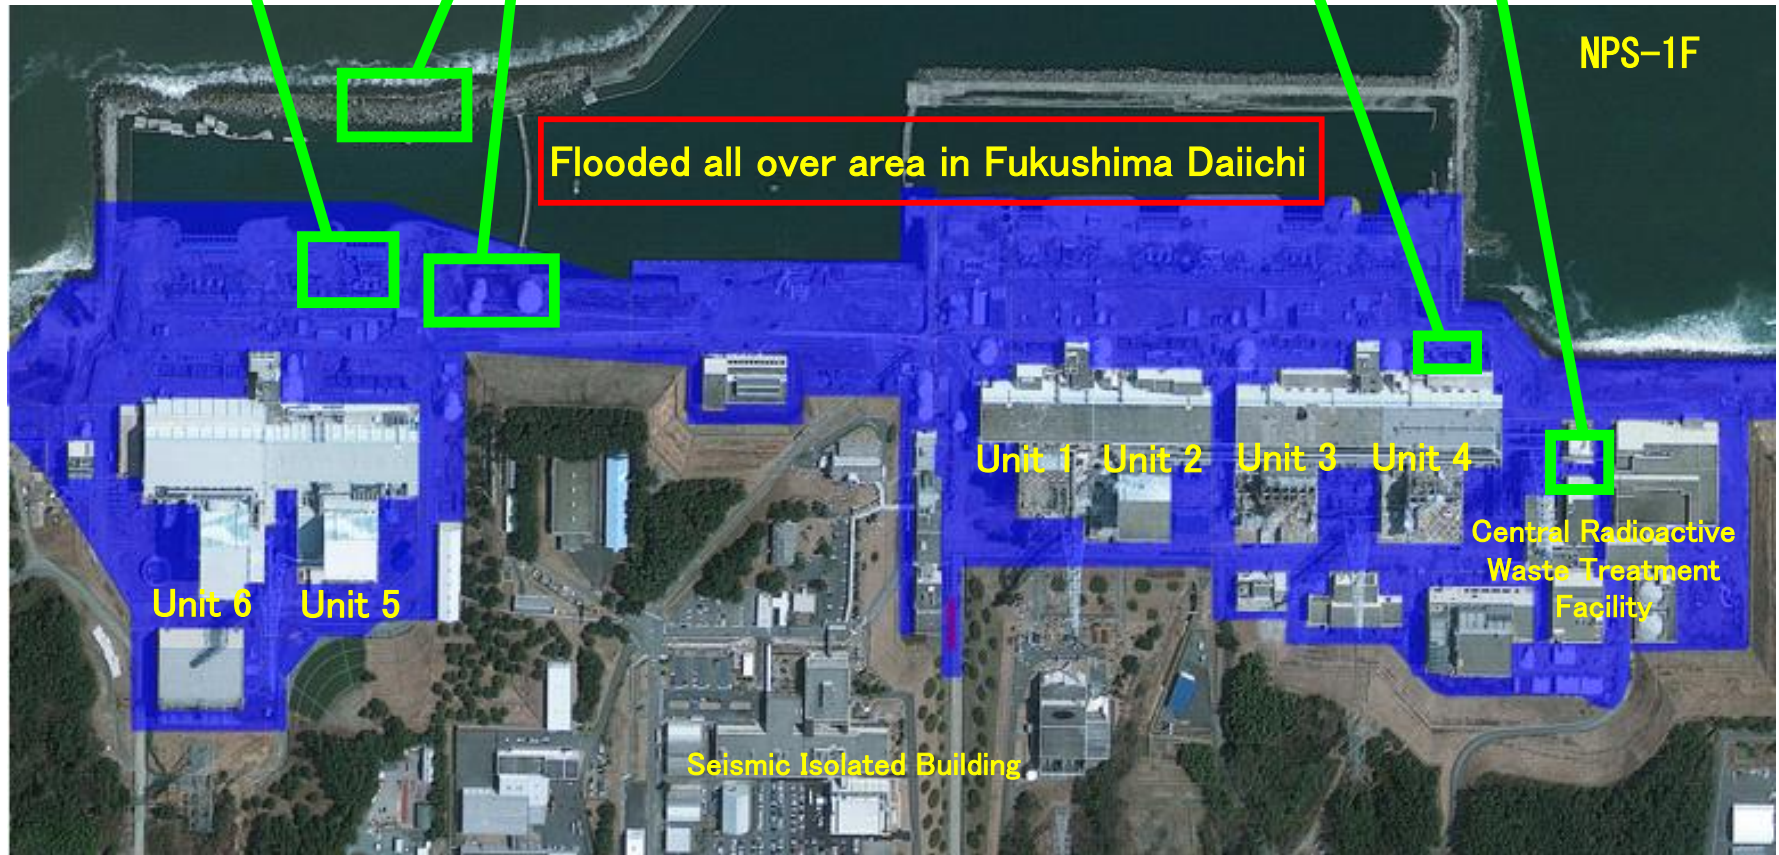 NPS-1F
Flooded all over area in Fukushima Daiichi
Unit 1
Unit 2
Unit 3
Unit 4
Central Radioactive
Waste Treatment
Facility
Unit 6
Unit 5
Seismic Isolated Building